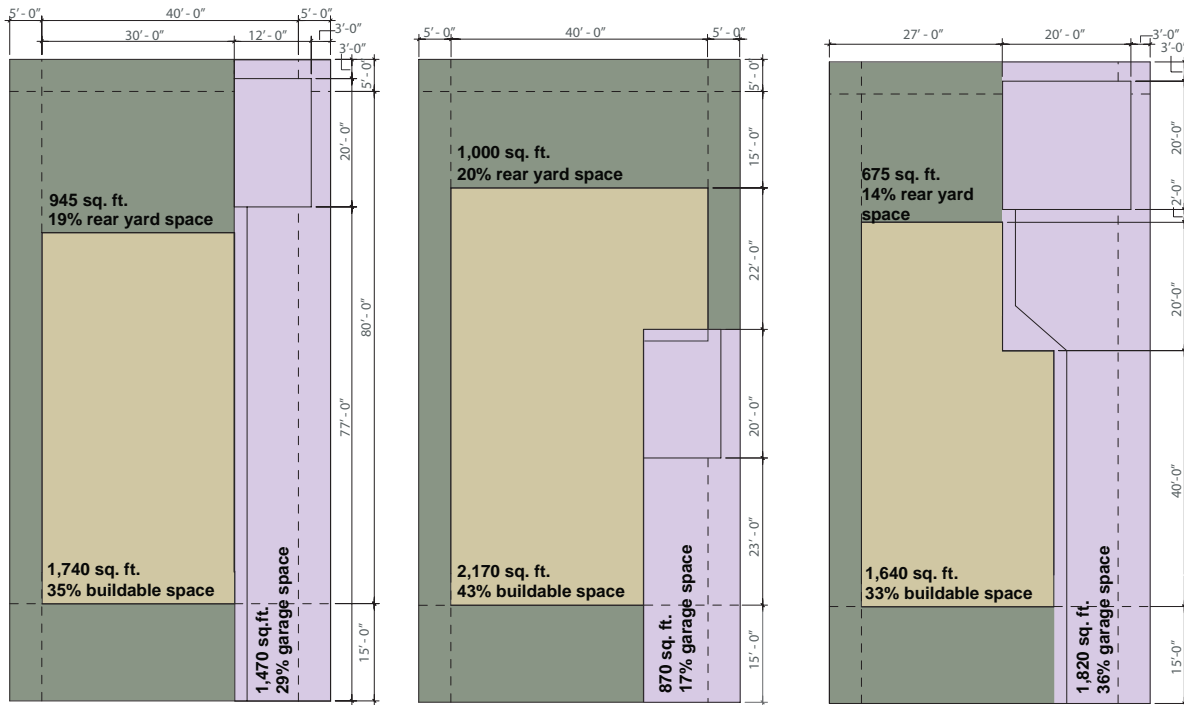 5' - 0" 40' - 0" 5' - 0"
30' - 0" 12' - 0" 3'-0"
3'-0"
5' - 0"
20' - 0"
945 sq. ft.
19% rear yard space
80' - 0"
77' - 0"
1,740 sq. ft.
35% buildable space
1,470 sq.ft.
29% garage space
15' - 0"
5' - 0" 40' - 0" 5' - 0"
5' - 0"
15' - 0"
1,000 sq. ft.
20% rear yard space
22' - 0"
20' - 0"
23' - 0"
2,170 sq. ft.
43% buildable space
870 sq. ft.
17% garage space
15' - 0"
27' - 0" 20' - 0" 3'-0"
3'-0"
20'-0"
675 sq. ft.
14% rear yard
space
2'-0"
20'-0"
40'-0"
1,640 sq. ft.
33% buildable space
1,820 sq. ft.
36% garage space
15'-0"